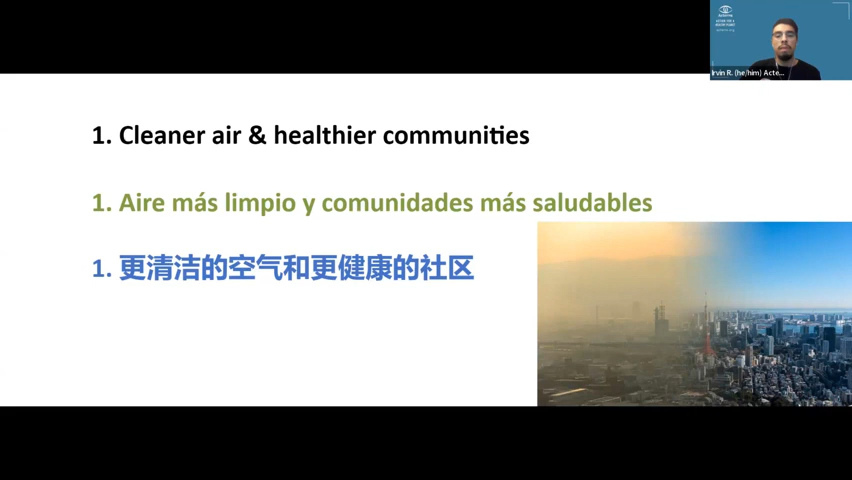 1. Cleaner air & healthier communities
1. Aire más limpio y comunidades más saludables
1. 更清洁的空气和更健康的社区
Irvin R. (he/him) Acte...